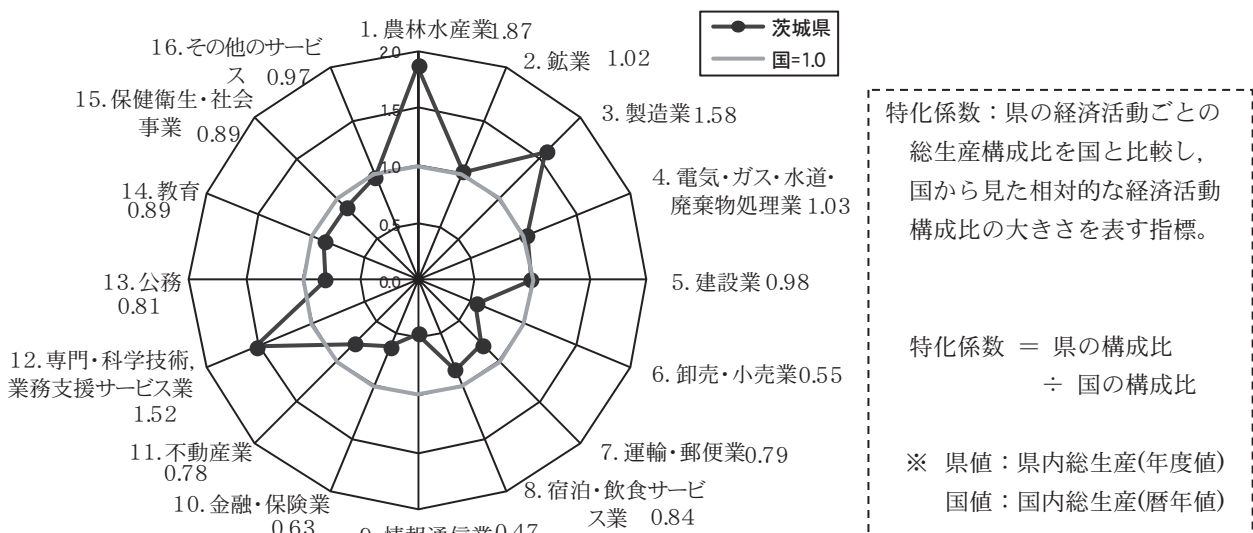 1.農林水産業1.87
2.鉱業 1.02
3.製造業1.58
4.電気・ガス・水道・
廃棄物処理業1.03
5.建設業0.98
6.卸売・小売業0.55
7.運輸・郵便業0.79
8.宿泊・飲食サービ
ス業 0.84
9.情報通信業0.47
10.金融・保険業
0.63
11.不動産業
0.78
12.専門・科学技術,
業務支援サービス業
1.52
13.公務
0.81
14.教育
0.89
15.保健衛生・社会
事業 0.89
16.その他のサービ
ス 0.97
2.0
1.5
1.0
0.5
0.0
茨城県
国=1.0
特化係数：県の経済活動ごとの
総生産構成比を国と比較し,
国から見た相対的な経済活動
構成比の大きさを表す指標。
特化係数 ＝ 県の構成比
÷ 国の構成比
※ 県値：県内総生産(年度値)
国値：国内総生産(暦年値)